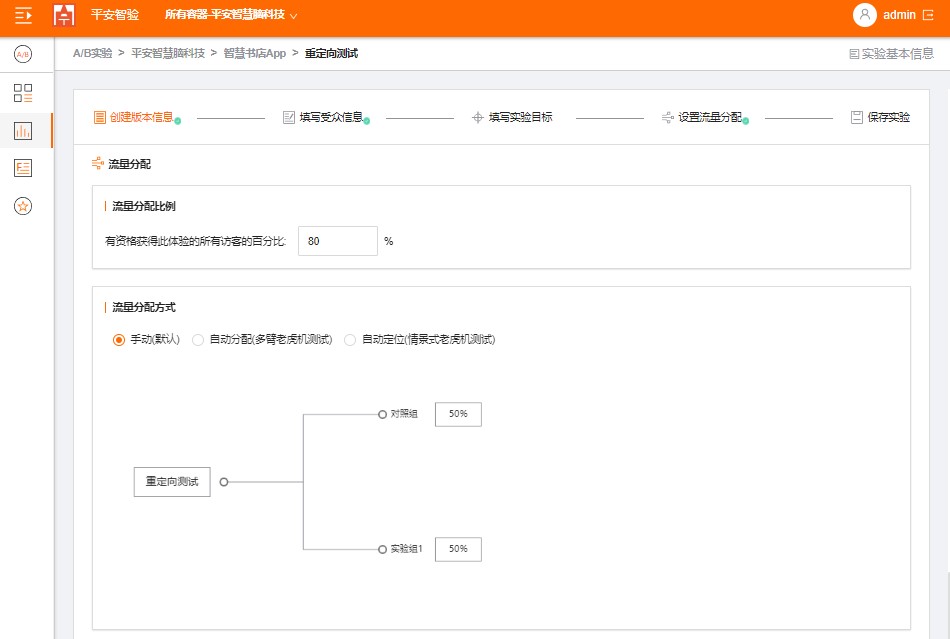 平安智验 所有容器-平安智慧脑科技 admin
A/B
A/B实验 > 平安智慧脑科技 > 智慧书店App > 重定向测试 实验基本信息
创建版本信息 填写受众信息 填写实验目标 设置流量分配 保存实验
流量分配
流量分配比例
有资格获得此体验的所有访客的百分比: 80 %
流量分配方式
手动(默认) 自动分配(多臂老虎机测试) 自动定位(情景式老虎机测试)
对照组 50%
重定向测试
实验组1 50%